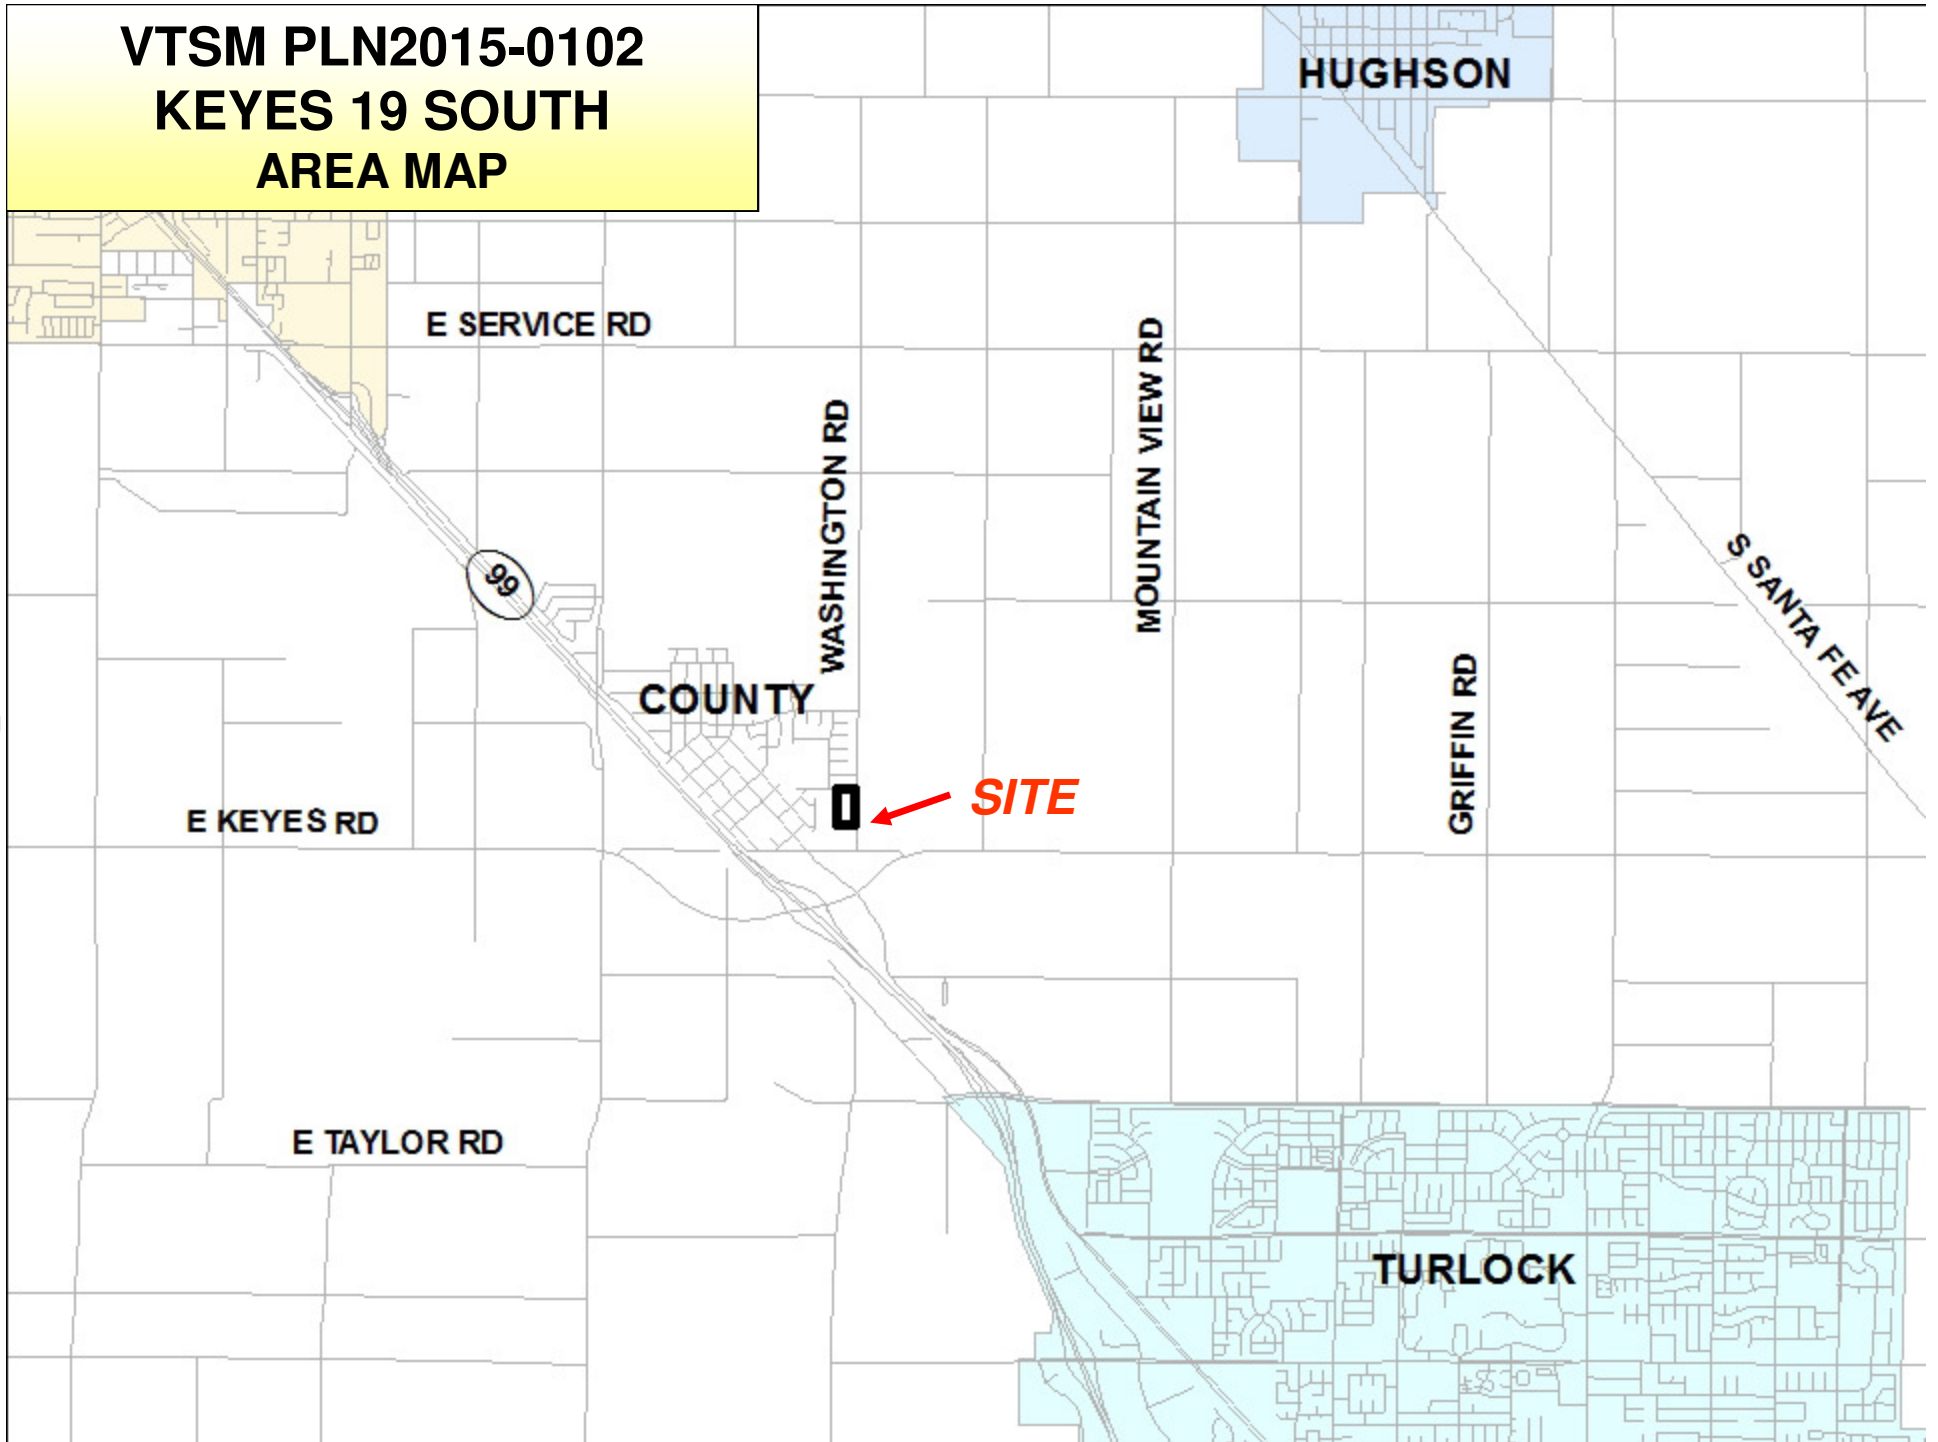 VTSM PLN2015-0102
KEYES 19 SOUTH
AREA MAP
HUGHSON
E SERVICE RD
MOUNTAIN VIEW RD
WASHINGTON RD
99
S SANTA FE AVE
COUNTY
GRIFFIN RD
SITE
E KEYES RD
E TAYLOR RD
TURLOCK